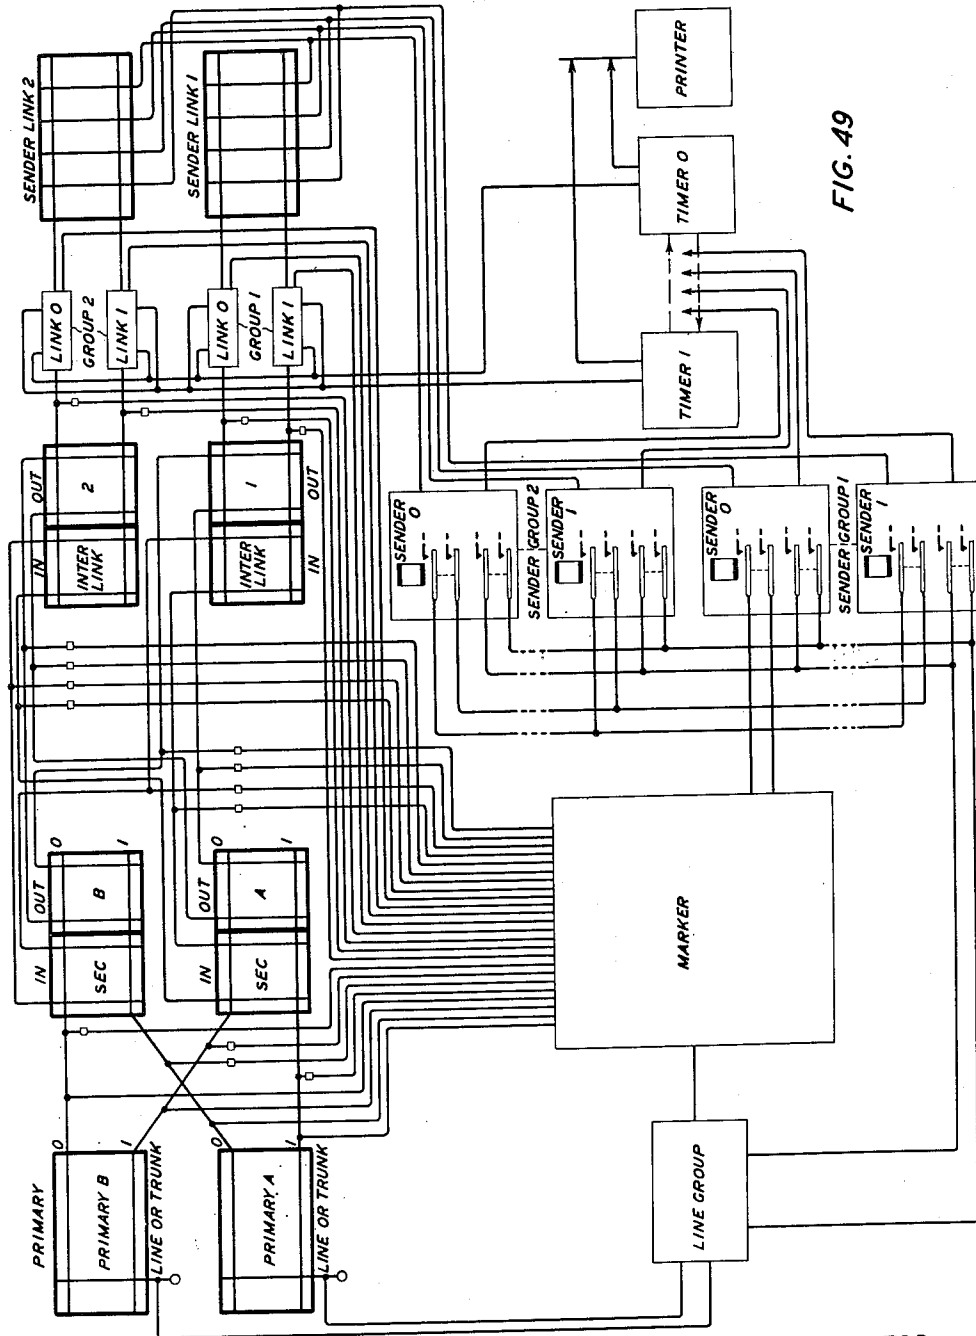 PRIMARY
PRIMARY B
0
1
LINE OR TRUNK
PRIMARY A
0
1
LINE OR TRUNK
IN
OUT
SEC
B
0
1
IN
OUT
SEC
A
0
1
IN
OUT
INTER
LINK
2
INTER
LINK
1
IN
OUT
LINK 0
GROUP 2
LINK 1
LINK 0
GROUP 1
LINK 1
SENDER LINK 2
SENDER LINK 1
SENDER
0
SENDER GROUP 2
SENDER
1
SENDER
0
SENDER GROUP 1
SENDER
1
LINE GROUP
MARKER
TIMER 1
TIMER 0
PRINTER
FIG. 49